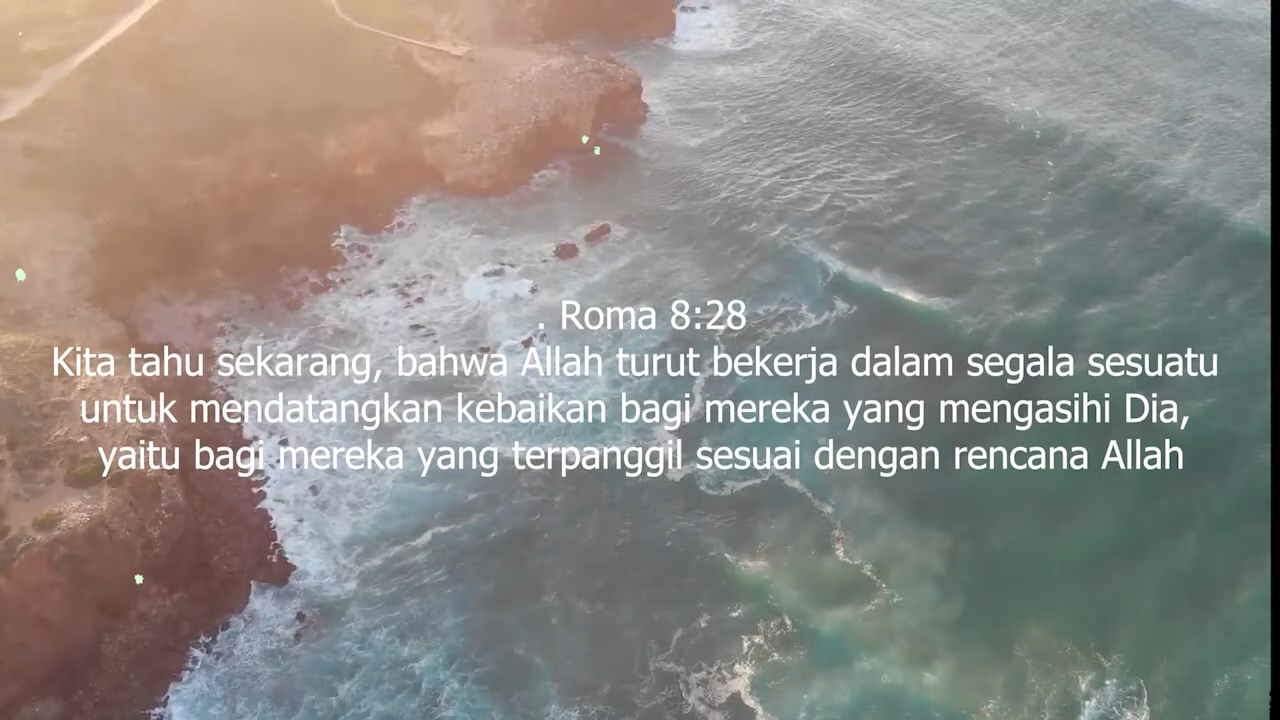 . Roma 8:28
Kita tahu sekarang, bahwa Allah turut bekerja dalam segala sesuatu
untuk mendatangkan kebaikan bagi mereka yang mengasihi Dia,
yaitu bagi mereka yang terpanggil sesuai dengan rencana Allah